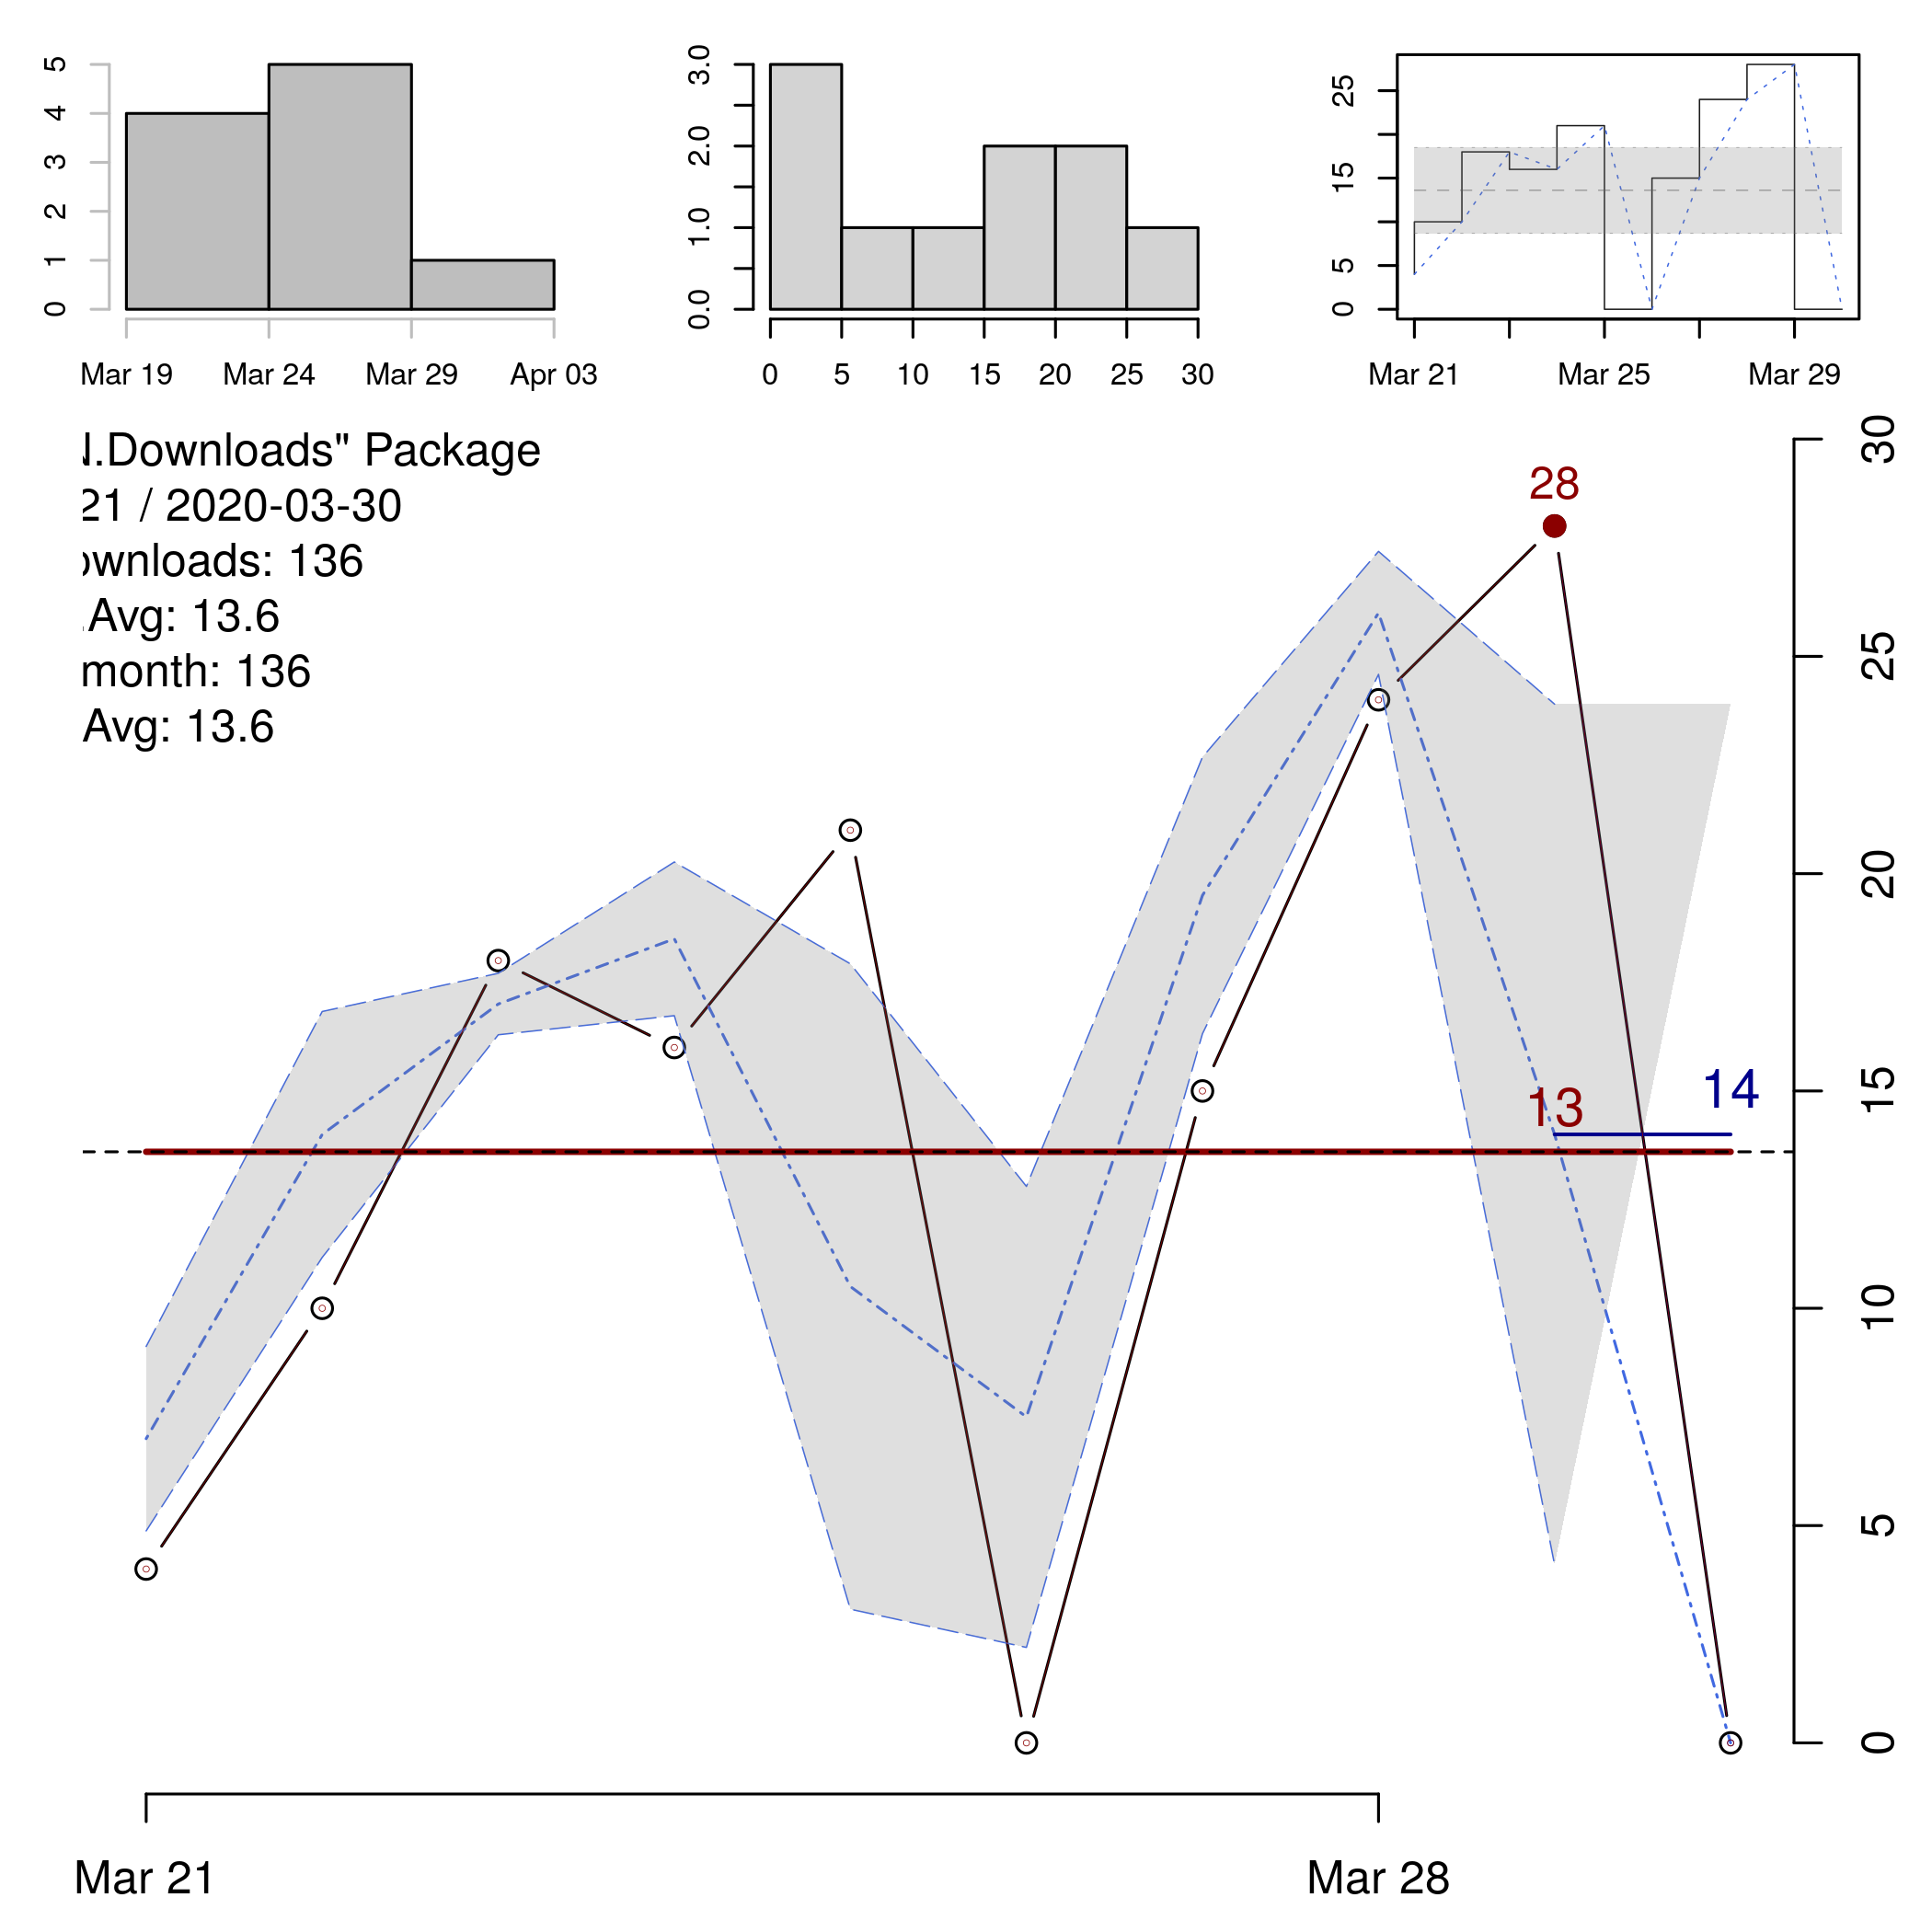 5
4
3
2
1
0
Mar 19 Mar 24 Mar 29 Apr 03
3.0
2.0
1.0
0.0
0 5 10 15 20 25 30
25
15
5
0
Mar 21 Mar 25 Mar 29
.Downloads" Package
21 / 2020-03-30
ownloads: 136
Avg: 13.6
month: 136
Avg: 13.6
28
13
14
30
25
20
15
10
5
0
Mar 21 Mar 28